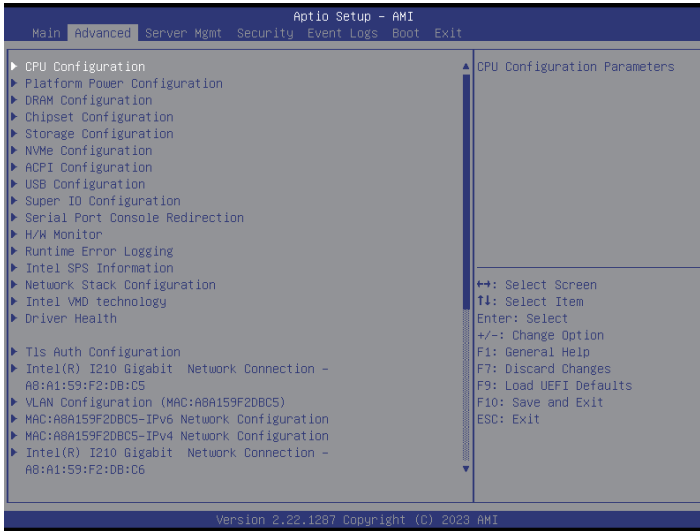 Aptio Setup – AMI
Main Advanced Server Mgmt Security Event Logs Boot Exit
CPU Configuration
Platform Power Configuration
DRAM Configuration
Chipset Configuration
Storage Configuration
NVMe Configuration
ACPI Configuration
USB Configuration
Super IO Configuration
Serial Port Console Redirection
H/W Monitor
Runtime Error Logging
Intel SPS Information
Network Stack Configuration
Intel VMD technology
Driver Health
Tls Auth Configuration
Intel(R) I210 Gigibit Network Connection –
A8:A1:59:F2:DB:C5
VLAN Configuration (MAC:A8A159F2DBC5)
MAC:A8A159F2DBC5-IPv6 Network Configuration
MAC:A8A159F2DBC5-IPv4 Network Configuration
Intel(R) I210 Gigabit Network Connection –
A8:A1:59:F2:DB:C6
CPU Configuration Parameters
↔: Select Screen
↑↓: Select Item
Enter: Select
+/-: Change Option
F1: General Help
F7: Discard Changes
F9: Load UEFI Defaults
F10: Save and Exit
ESC: Exit
Version 2.22.1287 Copyright (C) 2023 AMI